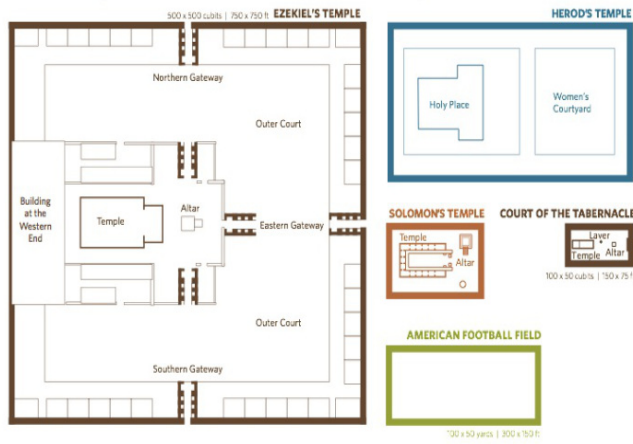 500 x 500 cubits | 750 x 750 ft EZEKIEL'S TEMPLE
Northern Gateway
Outer Court
Building
at the
Western
End
Temple
Altar
Eastern Gateway
Outer Court
Southern Gateway
HEROD'S TEMPLE
Holy Place
Women's
Courtyard
SOLOMON'S TEMPLE
Temple
Altar
COURT OF THE TABERNACLE
Laver
Temple
Altar
100 x 50 cubits | 150 x 75 ft
AMERICAN FOOTBALL FIELD
100 x 50 yards | 300 x 150 ft